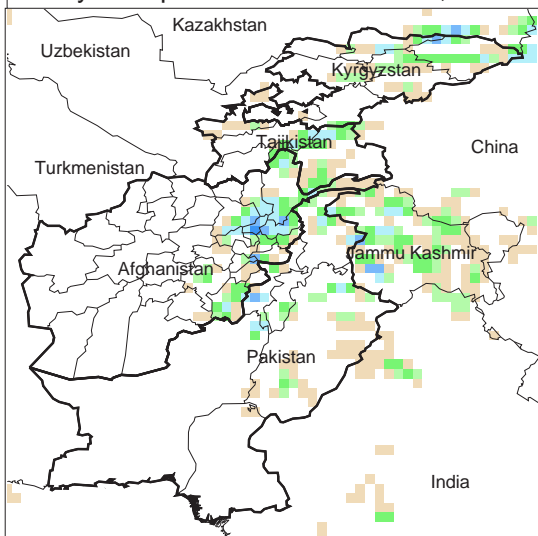 Kazakhstan
Uzbekistan
Kyrgyzstan
Tajikistan
China
Turkmenistan
Afghanistan
Jammu Kashmir
Pakistan
India